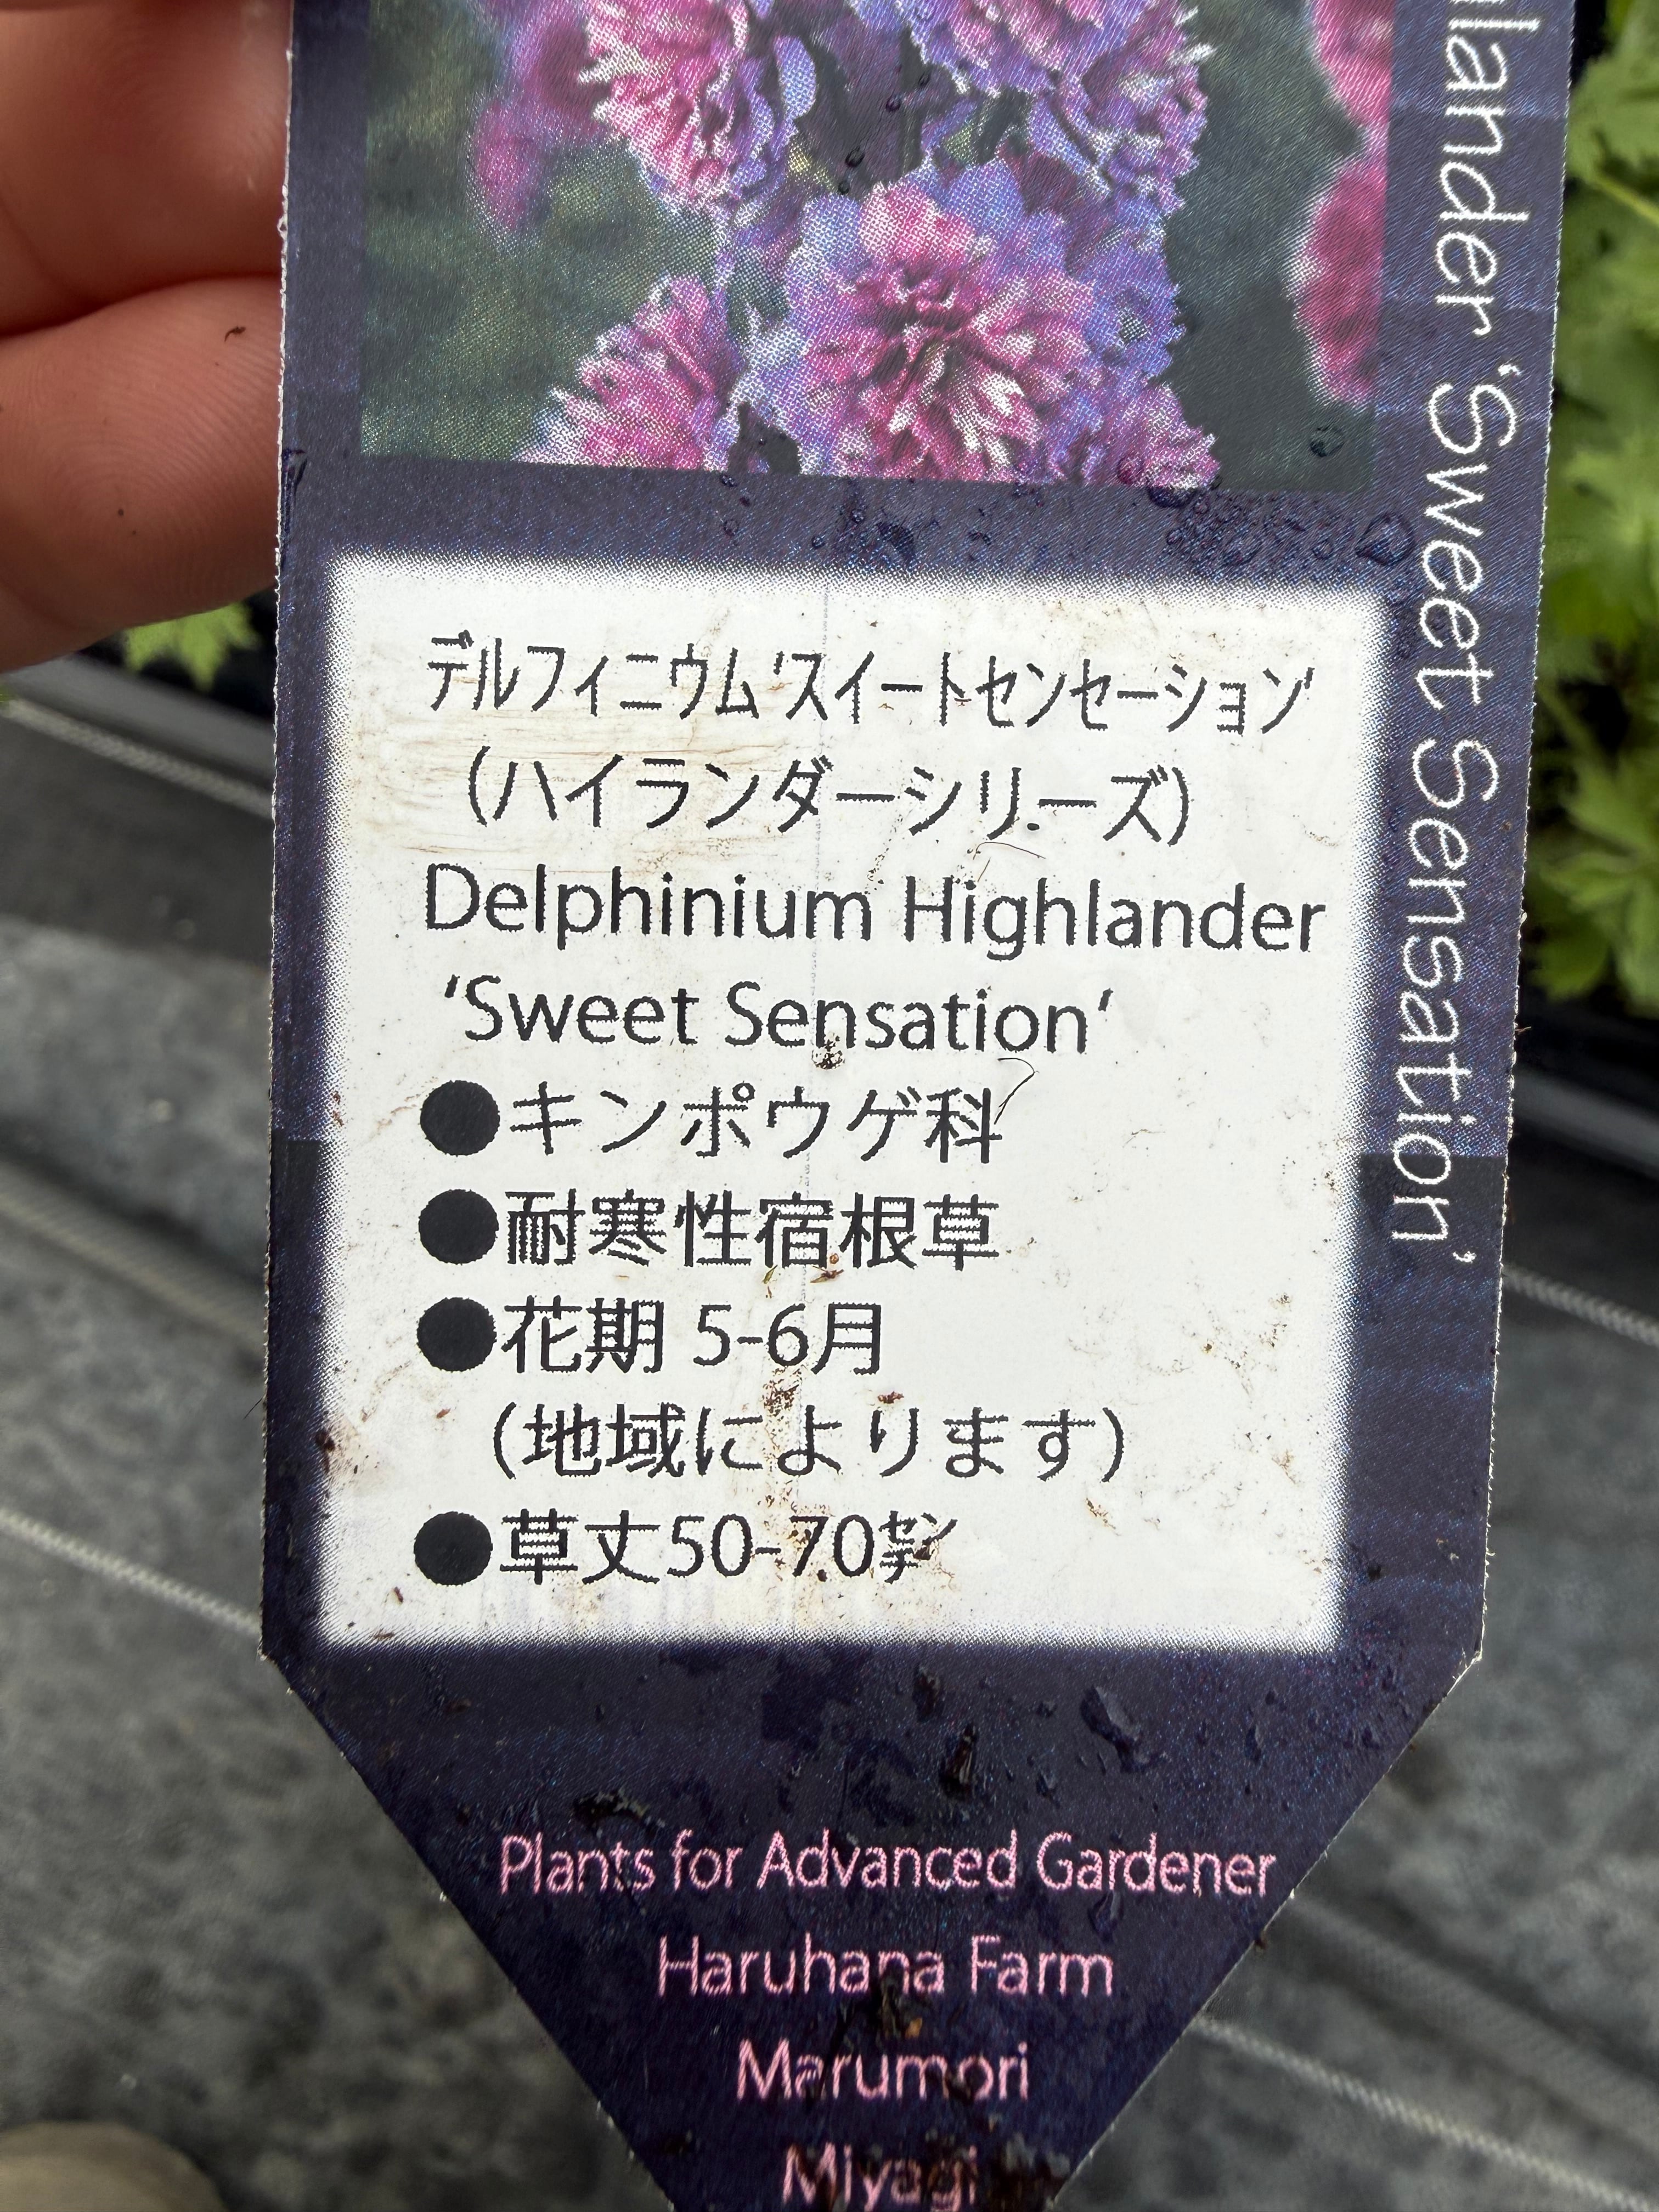 デルフィニウム‘スイートセンセーション’
(ハイランダーシリーズ)
Delphinium Highlander
‘Sweet Sensation’
●キンポウゲ科
●耐寒性宿根草
●花期 5-6月
(地域によります)
●草丈50-70㌢
lander ‘Sweet Sensation’
Plants for Advanced Gardener
Haruhana Farm
Marumori
Miyagi